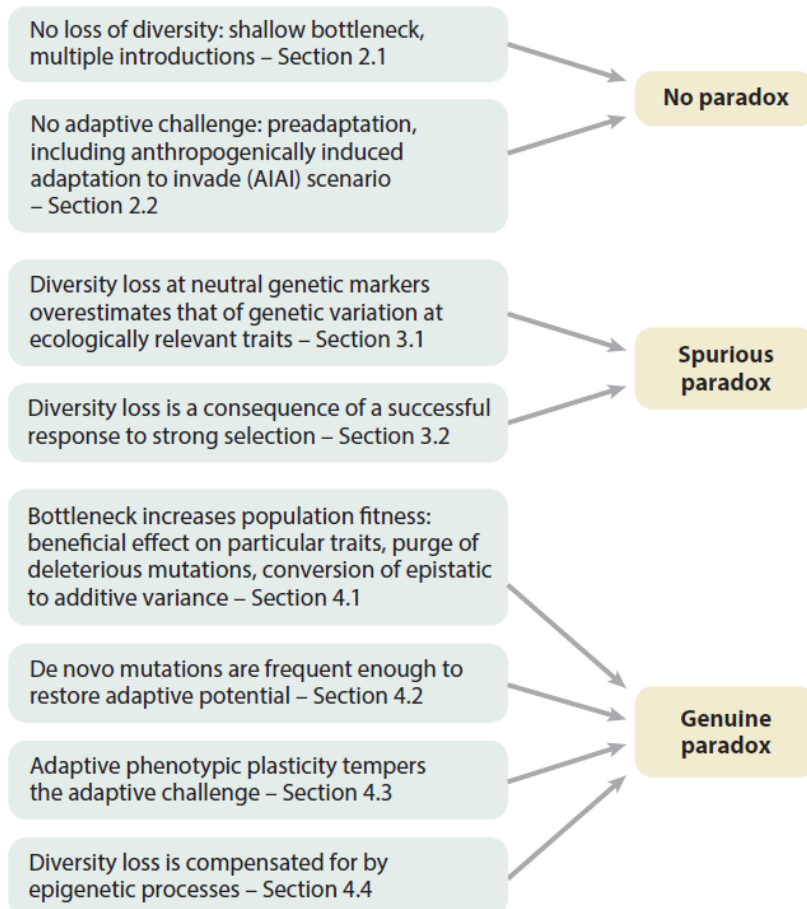 No loss of diversity: shallow bottleneck,
multiple introductions – Section 2.1
No paradox
No adaptive challenge: preadaptation,
including anthropogenically induced
adaptation to invade (AIAI) scenario
– Section 2.2
Diversity loss at neutral genetic markers
overestimates that of genetic variation at
ecologically relevant traits – Section 3.1
Spurious
paradox
Diversity loss is a consequence of a successful
response to strong selection – Section 3.2
Bottleneck increases population fitness:
beneficial effect on particular traits, purge of
deleterious mutations, conversion of epistatic
to additive variance – Section 4.1
De novo mutations are frequent enough to
restore adaptive potential – Section 4.2
Genuine
paradox
Adaptive phenotypic plasticity tempers
the adaptive challenge – Section 4.3
Diversity loss is compensated for by
epigenetic processes – Section 4.4